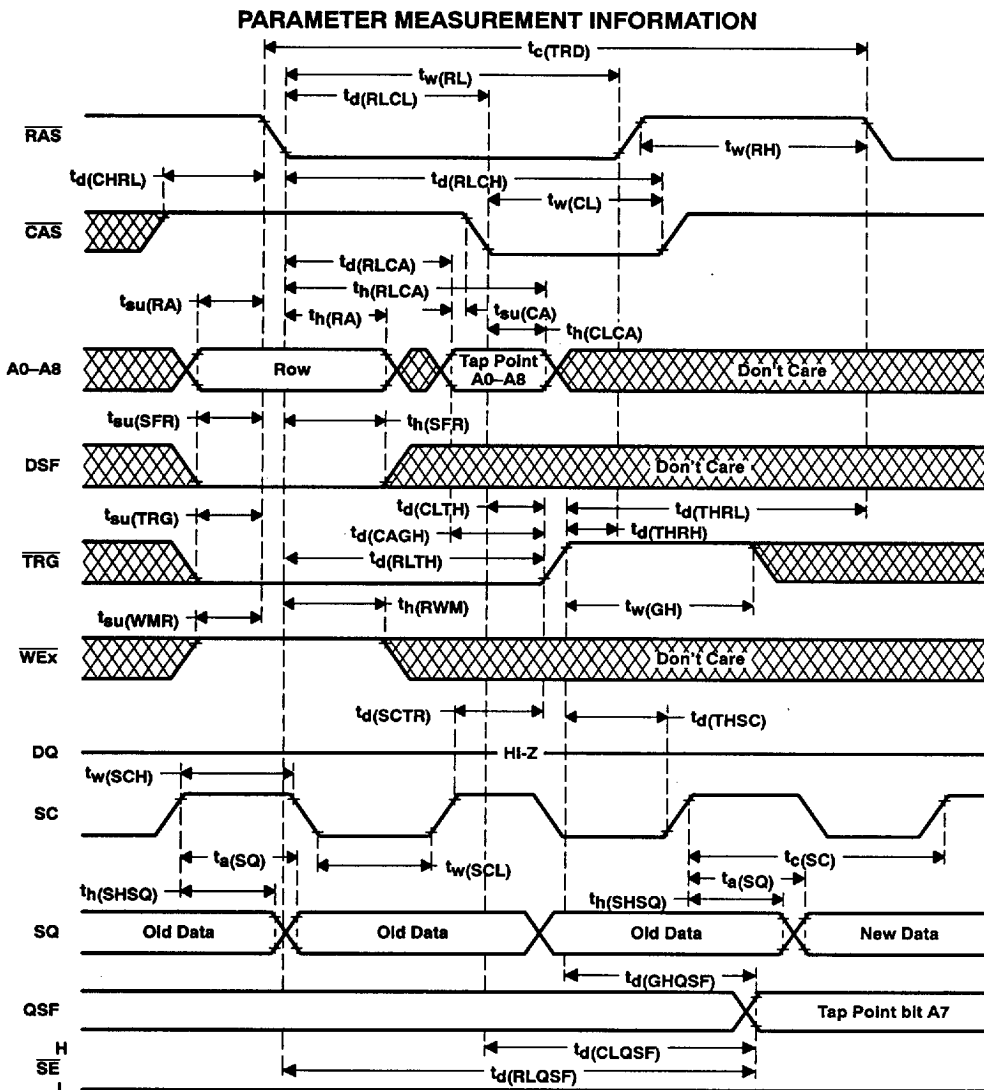 PARAMETER MEASUREMENT INFORMATION
tc(TRD)
tw(RL)
td(RLCL)
RAS
tw(RH)
td(CHRL)
td(RLCH)
tw(CL)
CAS
td(RLCA)
th(RLCA)
tsu(RA)
tsu(CA)
th(RA)
th(CLCA)
A0–A8
Row
Tap Point
A0–A8
Don't Care
tsu(SFR)
th(SFR)
DSF
Don't Care
td(CLTH)
td(THRL)
tsu(TRG)
td(CAGH)
td(THRH)
td(RLTH)
TRG
th(RWM)
tw(GH)
tsu(WMR)
WEx
Don't Care
td(SCTR)
td(THSC)
DQ
HI-Z
tw(SCH)
SC
ta(SQ)
tw(SCL)
tc(SC)
ta(SQ)
th(SHSQ)
th(SHSQ)
SQ
Old Data
Old Data
Old Data
New Data
td(GHQSF)
QSF
Tap Point bit A7
H
td(CLQSF)
SE
td(RLQSF)